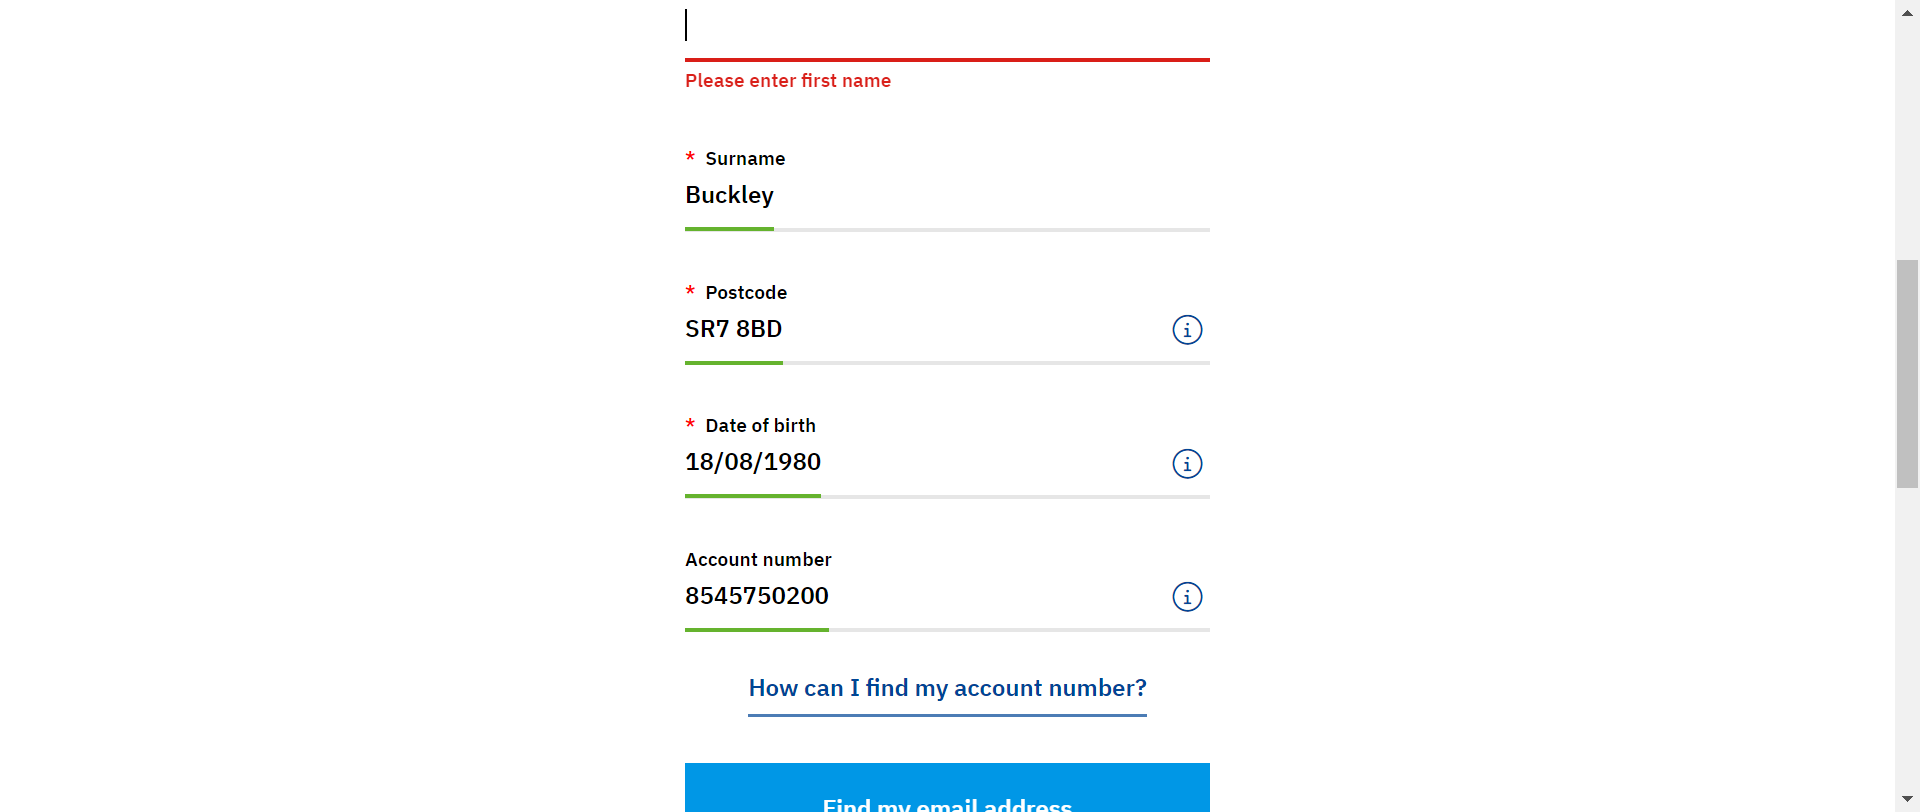 Please enter first name
* Surname
Buckley
* Postcode
SR7 8BD
* Date of birth
18/08/1980
Account number
8545750200
How can I find my account number?
Find my email address